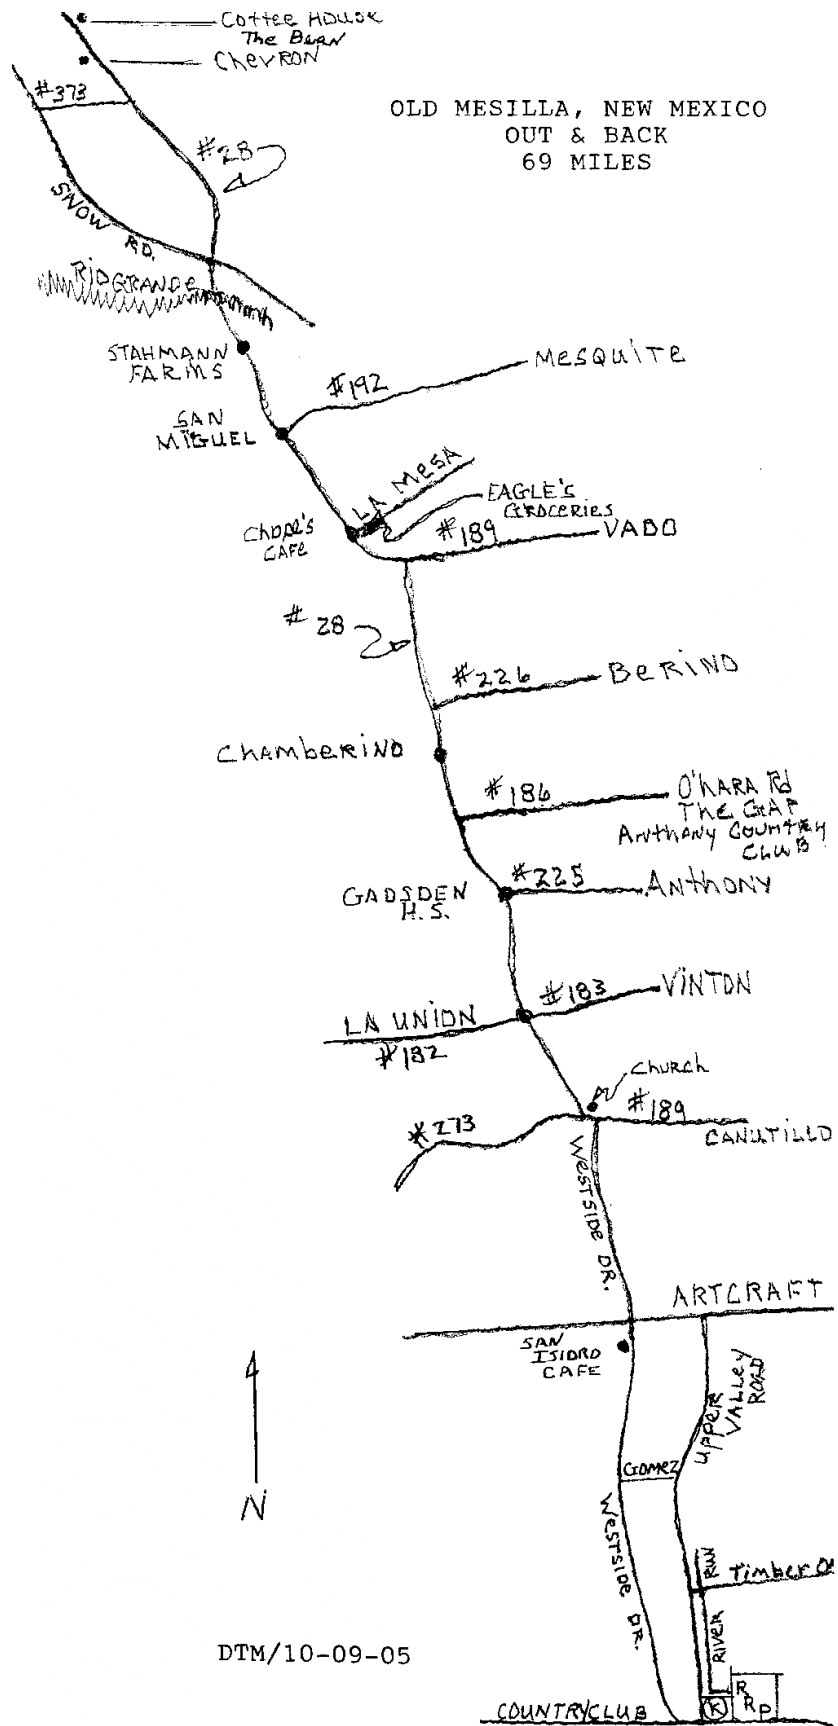 Coffee House
The Bean
Chevron
#373
OLD MESILLA, NEW MEXICO
OUT & BACK
69 MILES
#28
SNOW RD.
RIO GRANDE
STAHMANN
FARMS
MESQUITE
#192
SAN
MIGUEL
LA MESA
EAGLE'S
GROCERIES
Chope's
CAFe
#189
VADO
#28
#226
BERINO
CHAMBERINO
#186
O'HARA Rd
THE GAP
Anthony Country
CLUB
#225
ANTHONY
GADSDEN
H.S.
#183
VINTON
LA UNION
#182
CHURCH
#189
#273
CANUTILLO
WESTSIDE DR.
ARTCRAFT
SAN
ISIDRO
CAFE
UPPER
VALLEY
ROAD
GOMEZ
N
WESTSIDE DR.
RIVER RUN
Timber
DTM/10-09-05
R
RP
K
COUNTRYCLUB